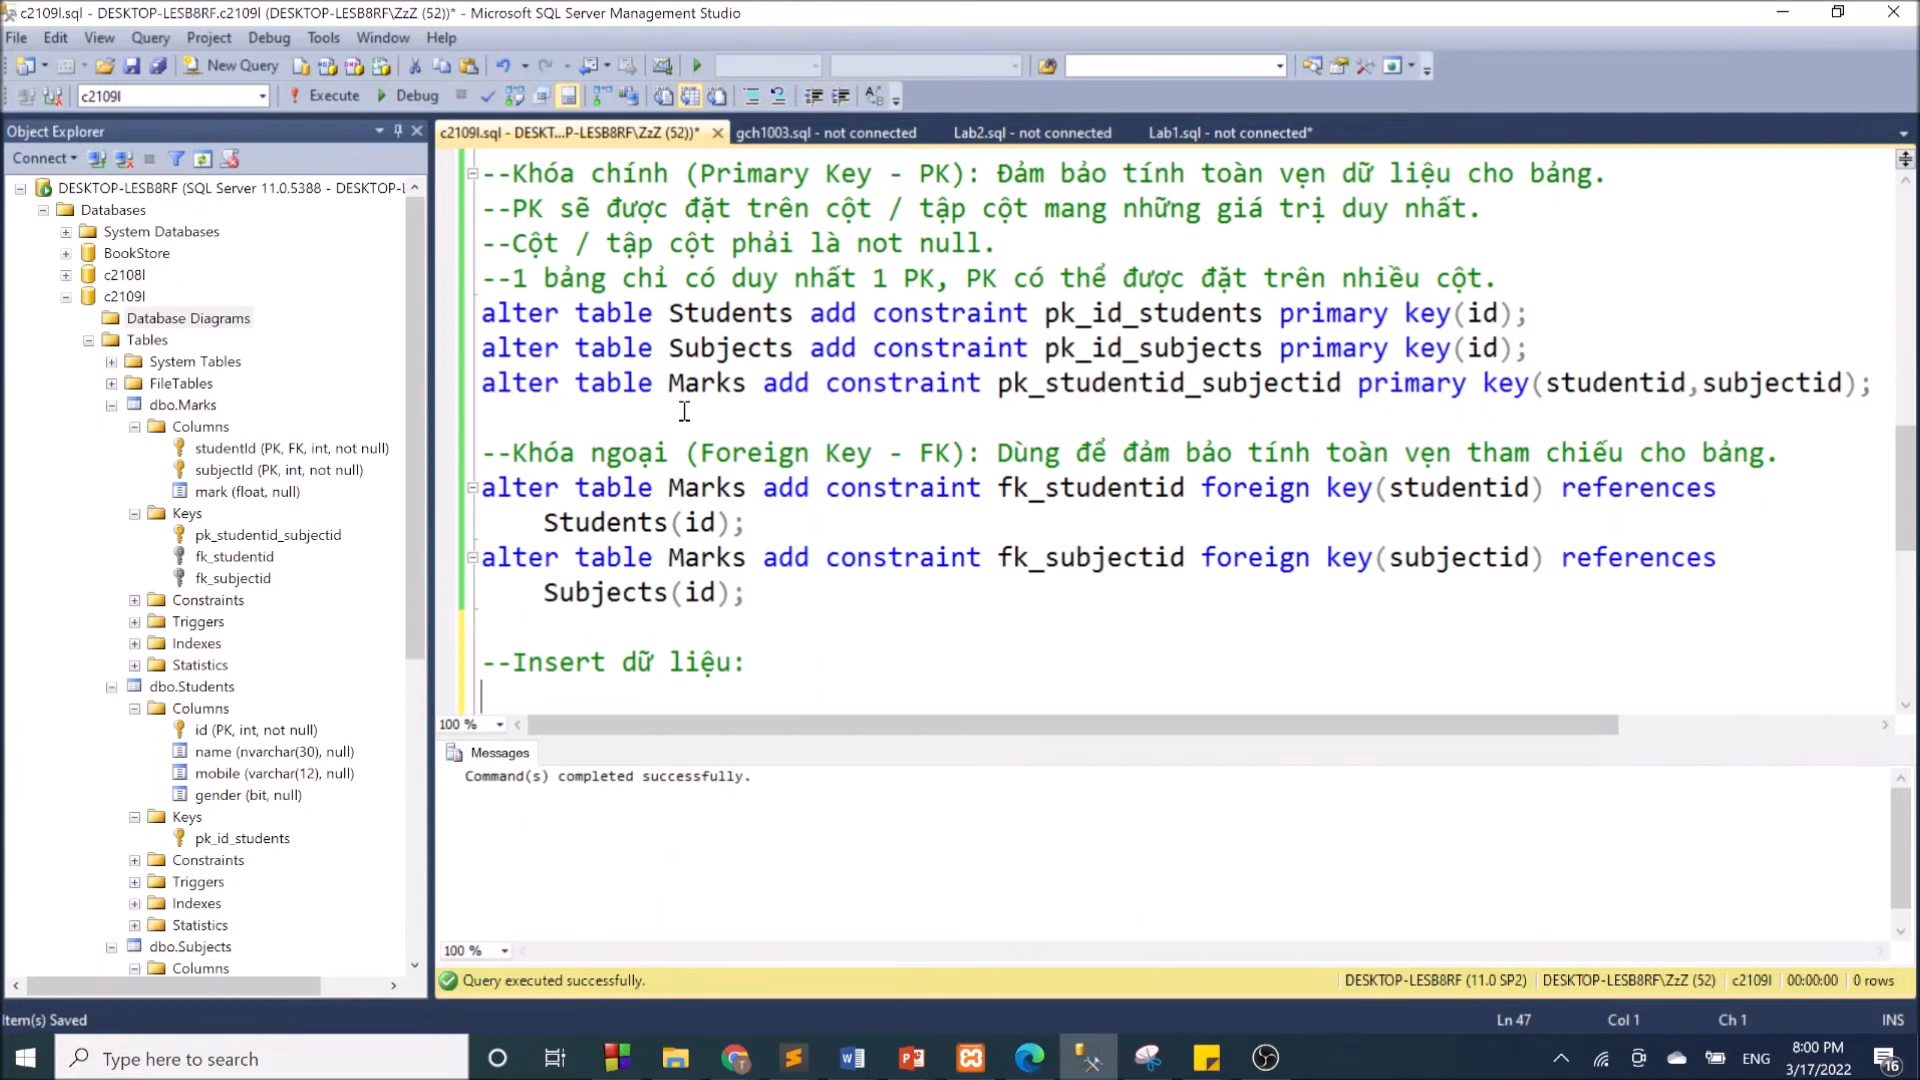 c2109l.sql - DESKTOP-LESB8RF.c2109l (DESKTOP-LESB8RF\ZzZ (52))* - Microsoft SQL Server Management Studio
File Edit View Query Project Debug Tools Window Help
New Query
c2109l Execute Debug
Object Explorer
c2109l.sql - DESKT...P-LESB8RF\ZzZ (52))* gch1003.sql - not connected Lab2.sql - not connected Lab1.sql - not connected*
Connect
DESKTOP-LESB8RF (SQL Server 11.0.5388 - DESKTOP-L
Databases
System Databases
BookStore
c2108l
c2109l
Database Diagrams
Tables
System Tables
FileTables
dbo.Marks
Columns
studentId (PK, FK, int, not null)
subjectId (PK, int, not null)
mark (float, null)
Keys
pk_studentid_subjectid
fk_studentid
fk_subjectid
Constraints
Triggers
Indexes
Statistics
dbo.Students
Columns
id (PK, int, not null)
name (nvarchar(30), null)
mobile (varchar(12), null)
gender (bit, null)
Keys
pk_id_students
Constraints
Triggers
Indexes
Statistics
dbo.Subjects
Columns
--Khóa chính (Primary Key - PK): Đảm bảo tính toàn vẹn dữ liệu cho bảng.
--PK sẽ được đặt trên cột / tập cột mang những giá trị duy nhất.
--Cột / tập cột phải là not null.
--1 bảng chỉ có duy nhất 1 PK, PK có thể được đặt trên nhiều cột.
alter table Students add constraint pk_id_students primary key(id);
alter table Subjects add constraint pk_id_subjects primary key(id);
alter table Marks add constraint pk_studentid_subjectid primary key(studentid,subjectid);
--Khóa ngoại (Foreign Key - FK): Dùng để đảm bảo tính toàn vẹn tham chiếu cho bảng.
alter table Marks add constraint fk_studentid foreign key(studentid) references
Students(id);
alter table Marks add constraint fk_subjectid foreign key(subjectid) references
Subjects(id);
--Insert dữ liệu:
100 %
Messages
Command(s) completed successfully.
100 %
Query executed successfully. DESKTOP-LESB8RF (11.0 SP2) DESKTOP-LESB8RF\ZzZ (52) c2109l 00:00:00 0 rows
Item(s) Saved Ln 47 Col 1 Ch 1 INS
Type here to search
ENG
8:00 PM
3/17/2022
16